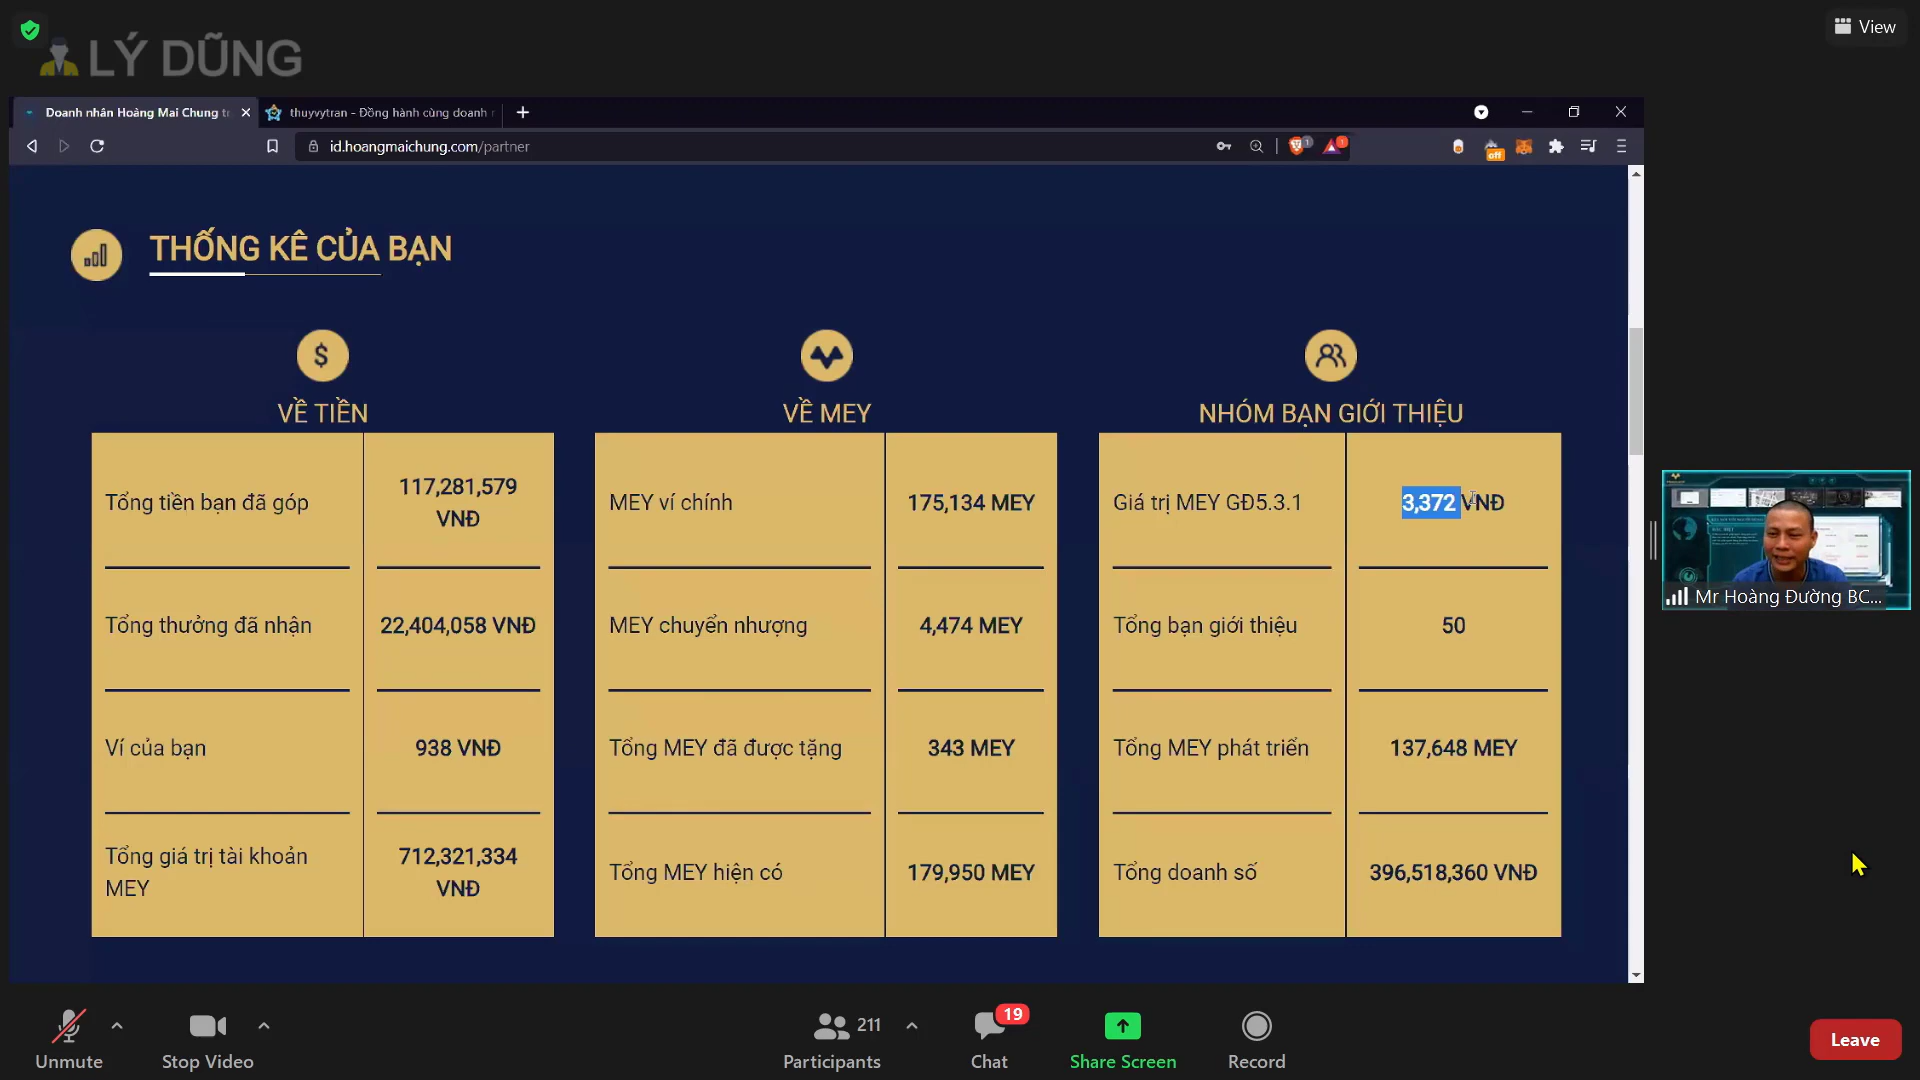 LÝ DŨNG
View
Doanh nhân Hoàng Mai Chung t
thuyvytran - Đồng hành cùng doanh
id.hoangmaichung.com/partner
1
1
off
THỐNG KÊ CỦA BẠN
VỀ TIỀN
Tổng tiền bạn đã góp
117,281,579
VNĐ
Tổng thưởng đã nhận
22,404,058 VNĐ
Ví của bạn
938 VNĐ
Tổng giá trị tài khoản
MEY
712,321,334
VNĐ
VỀ MEY
MEY ví chính
175,134 MEY
MEY chuyển nhượng
4,474 MEY
Tổng MEY đã được tặng
343 MEY
Tổng MEY hiện có
179,950 MEY
NHÓM BẠN GIỚI THIỆU
Giá trị MEY GĐ5.3.1
3,372 VNĐ
Tổng bạn giới thiệu
50
Tổng MEY phát triển
137,648 MEY
Tổng doanh số
396,518,360 VNĐ
Mr Hoàng Đường BC...
Unmute
Stop Video
211
Participants
19
Chat
Share Screen
Record
Leave